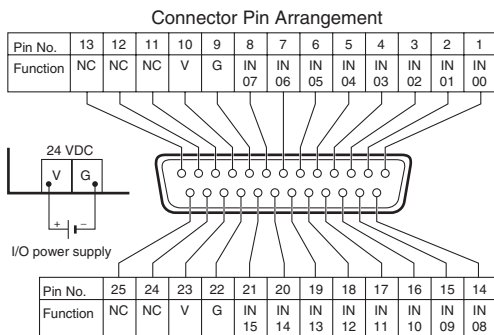 Connector Pin Arrangement
Pin No. 13 12 11 10 9 8 7 6 5 4 3 2 1
Function NC NC NC V G IN IN IN IN IN IN IN IN
07 06 05 04 03 02 01 00
24 VDC
V G
+ −
I/O power supply
Pin No. 25 24 23 22 21 20 19 18 17 16 15 14
Function NC NC V G IN IN IN IN IN IN IN IN
15 14 13 12 11 10 09 08